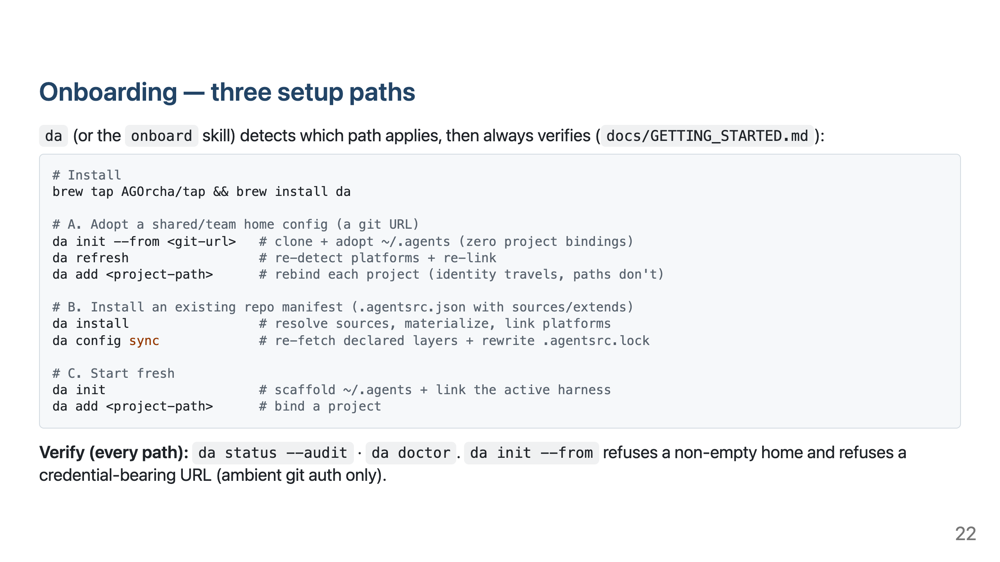 Onboarding — three setup paths
da (or the onboard skill) detects which path applies, then always verifies (docs/GETTING_STARTED.md):
# Install
brew tap AGOrcha/tap && brew install da
# A. Adopt a shared/team home config (a git URL)
da init --from <git-url>   # clone + adopt ~/.agents (zero project bindings)
da refresh                 # re-detect platforms + re-link
da add <project-path>      # rebind each project (identity travels, paths don't)
# B. Install an existing repo manifest (.agentsrc.json with sources/extends)
da install                 # resolve sources, materialize, link platforms
da config sync             # re-fetch declared layers + rewrite .agentsrc.lock
# C. Start fresh
da init                    # scaffold ~/.agents + link the active harness
da add <project-path>      # bind a project
Verify (every path): da status --audit · da doctor. da init --from refuses a non-empty home and refuses a
credential-bearing URL (ambient git auth only).
22